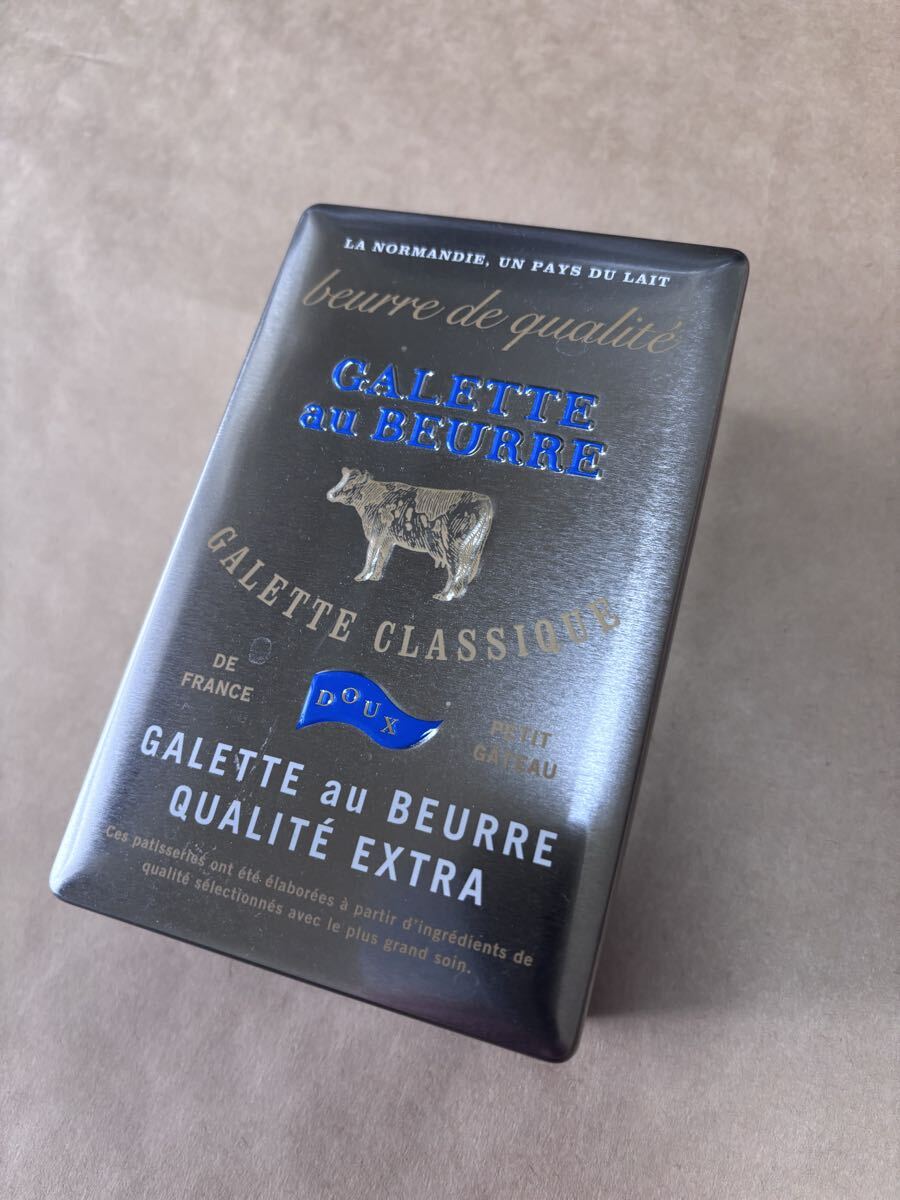 LA NORMANDIE, UN PAYS DU LAIT
beurre de qualité
GALETTE
au BEURRE
GALETTE CLASSIQUE
DE
FRANCE
DOUX
PETIT
GATEAU
GALETTE au BEURRE
QUALITÉ EXTRA
Ces patisseries ont été élaborées à partir d'ingrédients de
qualité sélectionnés avec le plus grand soin.